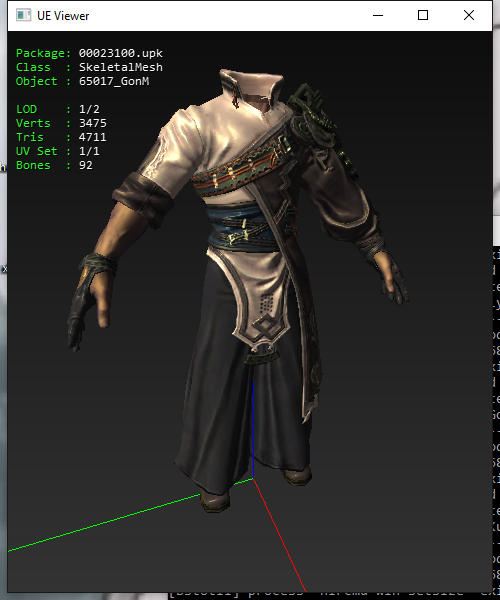 UE Viewer
Package: 00023100.upk
Class : SkeletalMesh
Object : 65017_GonM
LOD : 1/2
Verts : 3475
Tris : 4711
UV Set : 1/1
Bones : 92